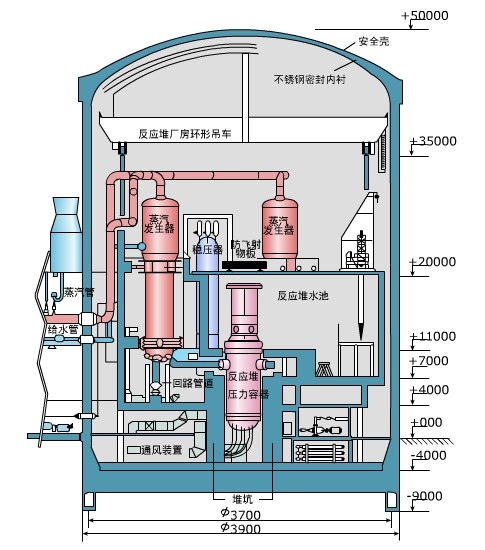 +50000
安全壳
不锈钢密封内衬
反应堆厂房环形吊车
+35000
蒸汽
发生器
蒸汽
发生器
稳压器
防飞射
物板
+20000
蒸汽管
反应堆水池
给水管
+11000
+7000
一回路管道
反应堆
压力容器
+4000
+000
通风装置
-4000
堆坑
-9000
ϕ3700
ϕ3900